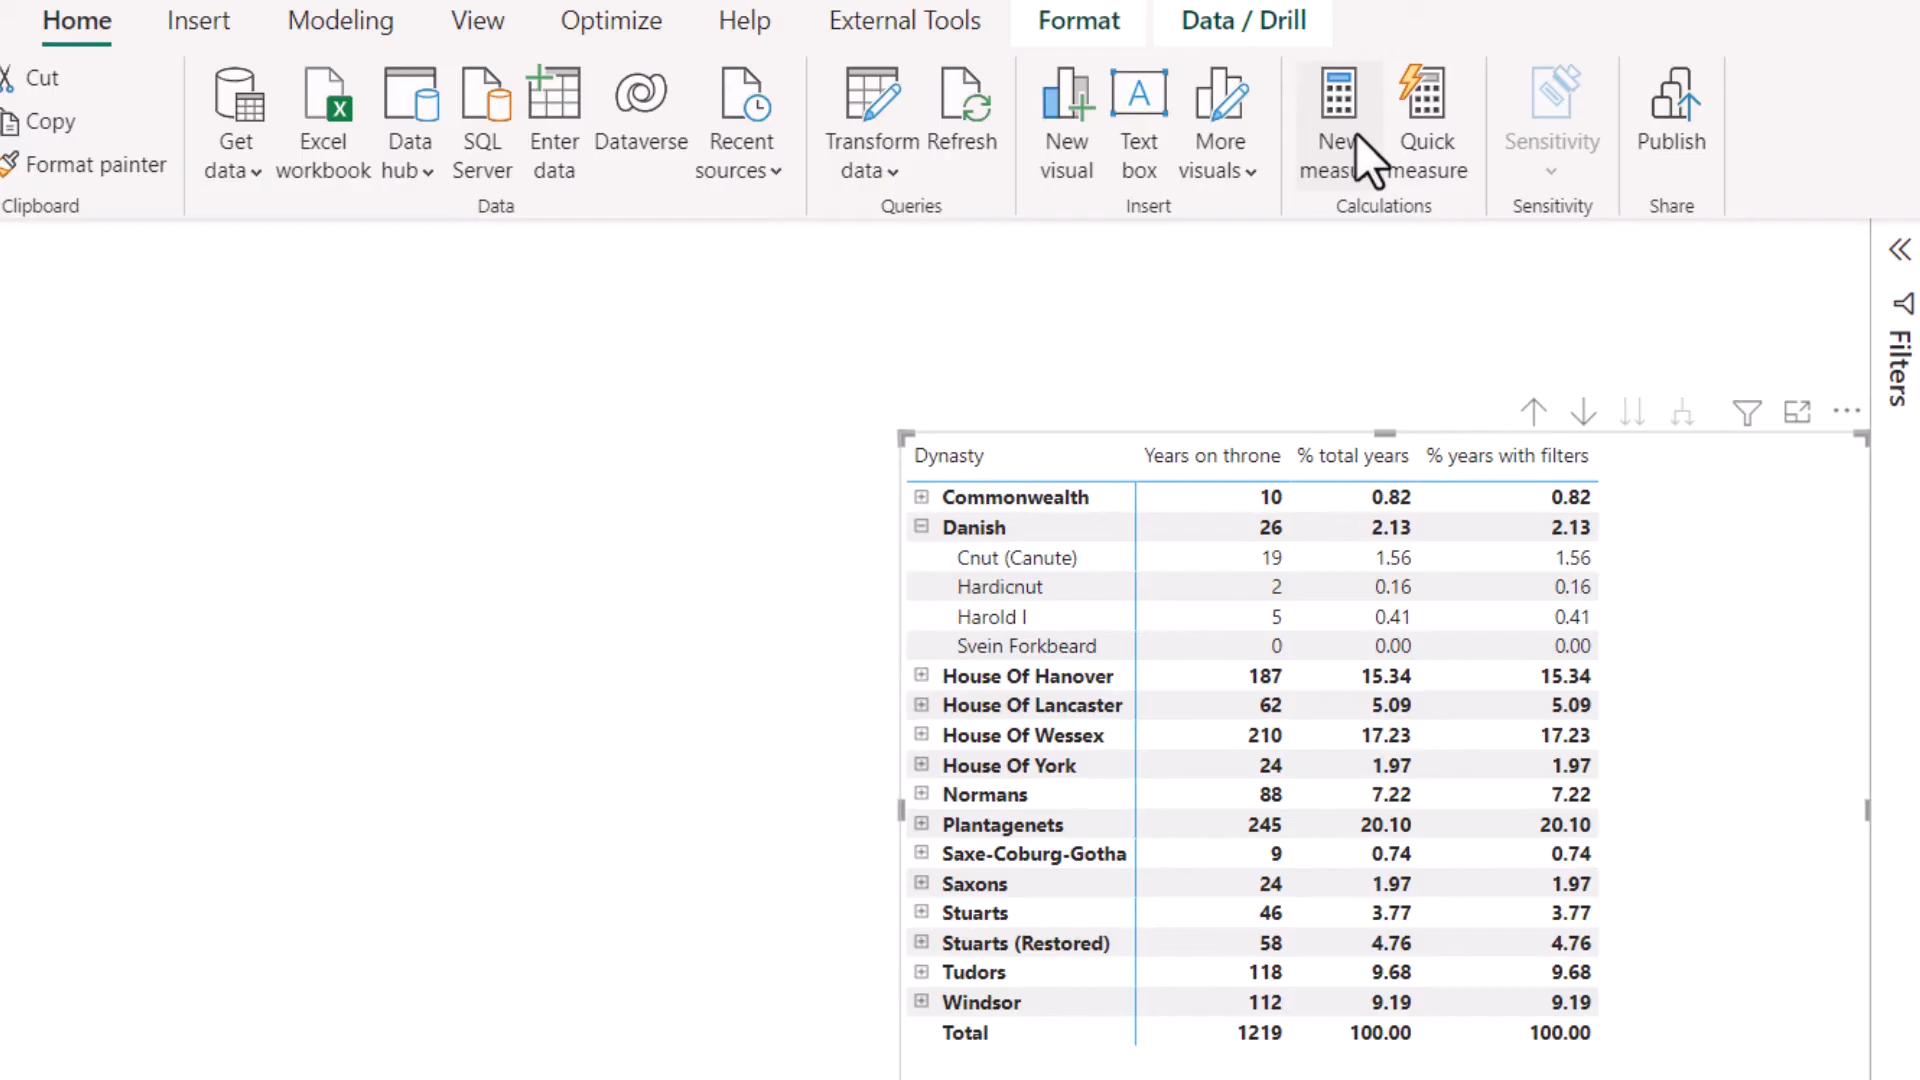 Home Insert Modeling View Optimize Help External Tools Format Data / Drill
Cut
Copy
Format painter
Clipboard
Get data
Excel workbook
Data hub
SQL Server
Enter data
Dataverse
Recent sources
Data
Transform data
Refresh
Queries
New visual
Text box
More visuals
Insert
New
Quick measure
Calculations
Sensitivity
Sensitivity
Publish
Share
Filters
Dynasty Years on throne % total years % years with filters
Commonwealth 10 0.82 0.82
Danish 26 2.13 2.13
Cnut (Canute) 19 1.56 1.56
Hardicnut 2 0.16 0.16
Harold I 5 0.41 0.41
Svein Forkbeard 0 0.00 0.00
House Of Hanover 187 15.34 15.34
House Of Lancaster 62 5.09 5.09
House Of Wessex 210 17.23 17.23
House Of York 24 1.97 1.97
Normans 88 7.22 7.22
Plantagenets 245 20.10 20.10
Saxe-Coburg-Gotha 9 0.74 0.74
Saxons 24 1.97 1.97
Stuarts 46 3.77 3.77
Stuarts (Restored) 58 4.76 4.76
Tudors 118 9.68 9.68
Windsor 112 9.19 9.19
Total 1219 100.00 100.00